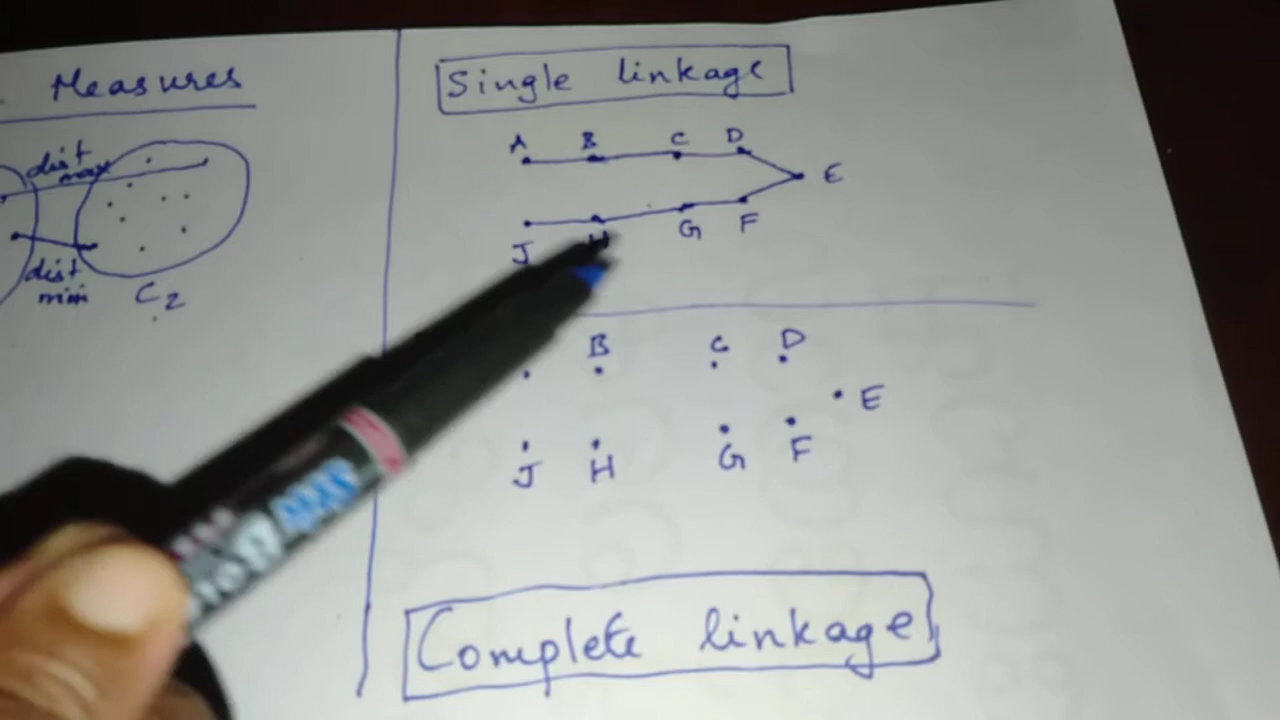 Measures
dist
max
dist
min
C2
Single linkage
A B C D
E
J H G F
B C D
E
J H G F
Complete linkage